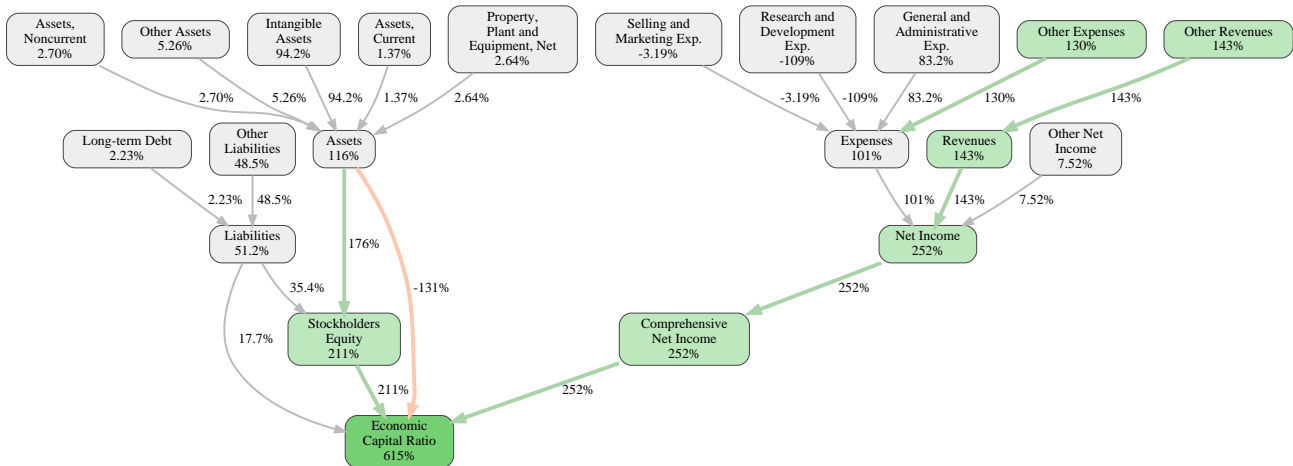 Assets,
Noncurrent
2.70%
Other Assets
5.26%
Intangible
Assets
94.2%
Assets,
Current
1.37%
Property,
Plant and
Equipment, Net
2.64%
Selling and
Marketing Exp.
-3.19%
Research and
Development
Exp.
-109%
General and
Administrative
Exp.
83.2%
Other Expenses
130%
Other Revenues
143%
2.70%
5.26%
94.2%
1.37%
2.64%
-3.19%
-109%
83.2%
130%
143%
Long-term Debt
2.23%
Other
Liabilities
48.5%
Assets
116%
Expenses
101%
Revenues
143%
Other Net
Income
7.52%
2.23%
48.5%
101%
143%
7.52%
Liabilities
51.2%
176%
Net Income
252%
35.4%
-131%
252%
17.7%
Stockholders
Equity
211%
Comprehensive
Net Income
252%
211%
252%
Economic
Capital Ratio
615%